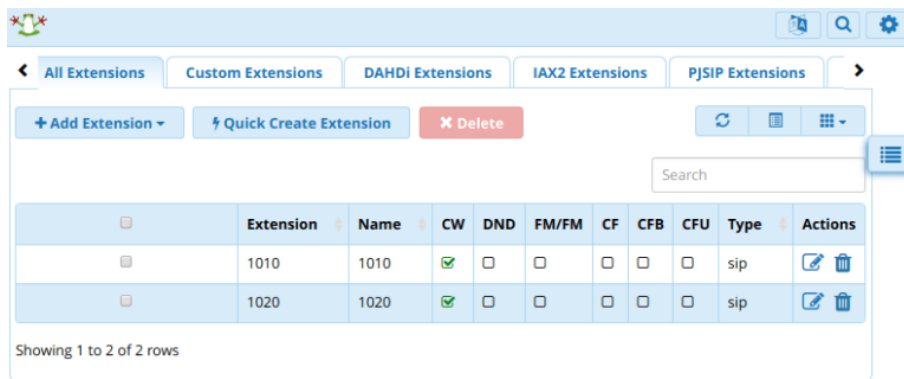 All Extensions Custom Extensions DAHDi Extensions IAX2 Extensions PJSIP Extensions
+ Add Extension Quick Create Extension Delete
Search
Extension Name CW DND FM/FM CF CFB CFU Type Actions
1010 1010 sip
1020 1020 sip
Showing 1 to 2 of 2 rows